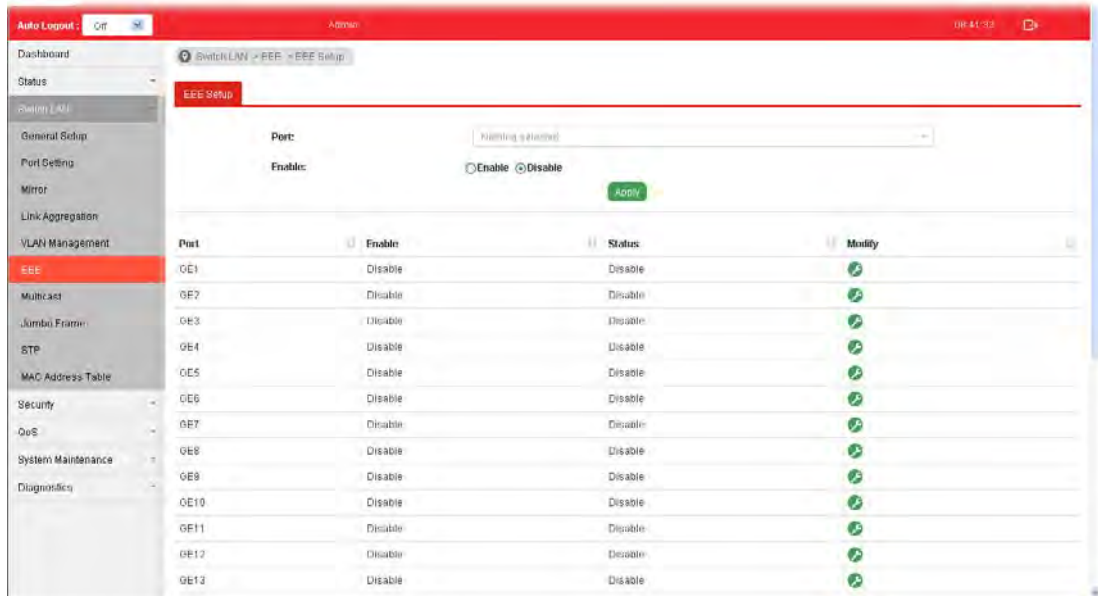 Auto Logout : Off
Admin
08:41:33
Dashboard
Status
Switch LAN
General Setup
Port Setting
Mirror
Link Aggregation
VLAN Management
EEE
Multicast
Jumbo Frame
STP
MAC Address Table
Security
QoS
System Maintenance
Diagnostics
Switch LAN > EEE > EEE Setup
EEE Setup
Port: Nothing selected
Enable: Enable Disable
Apply
Port Enable Status Modify
GE1 Disable Disable
GE2 Disable Disable
GE3 Disable Disable
GE4 Disable Disable
GE5 Disable Disable
GE6 Disable Disable
GE7 Disable Disable
GE8 Disable Disable
GE9 Disable Disable
GE10 Disable Disable
GE11 Disable Disable
GE12 Disable Disable
GE13 Disable Disable